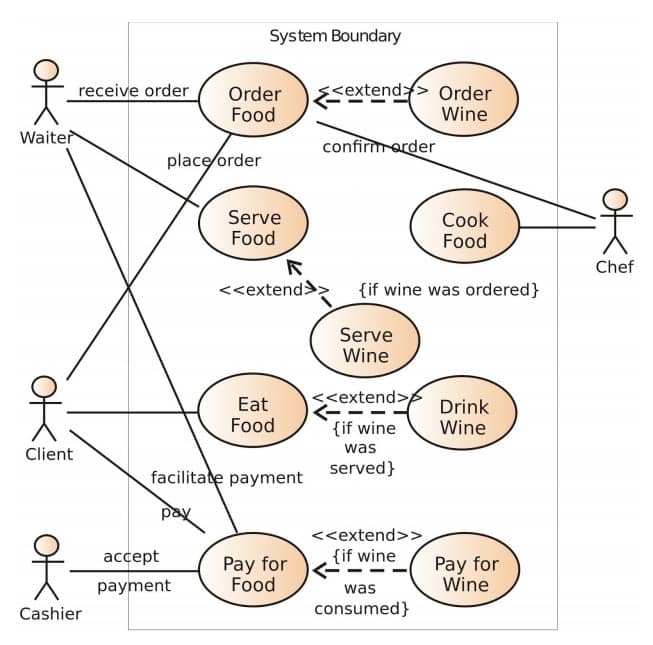 System Boundary
receive order
Order
Food
<<extend>>
Order
Wine
Waiter
place order
confirm order
Serve
Food
Cook
Food
Chef
<<extend>>
{if wine was ordered}
Serve
Wine
Eat
Food
<<extend>>
{if wine
was
served}
Drink
Wine
Client
facilitate payment
pay
accept
payment
Pay for
Food
<<extend>>
{if wine
was
consumed}
Pay for
Wine
Cashier